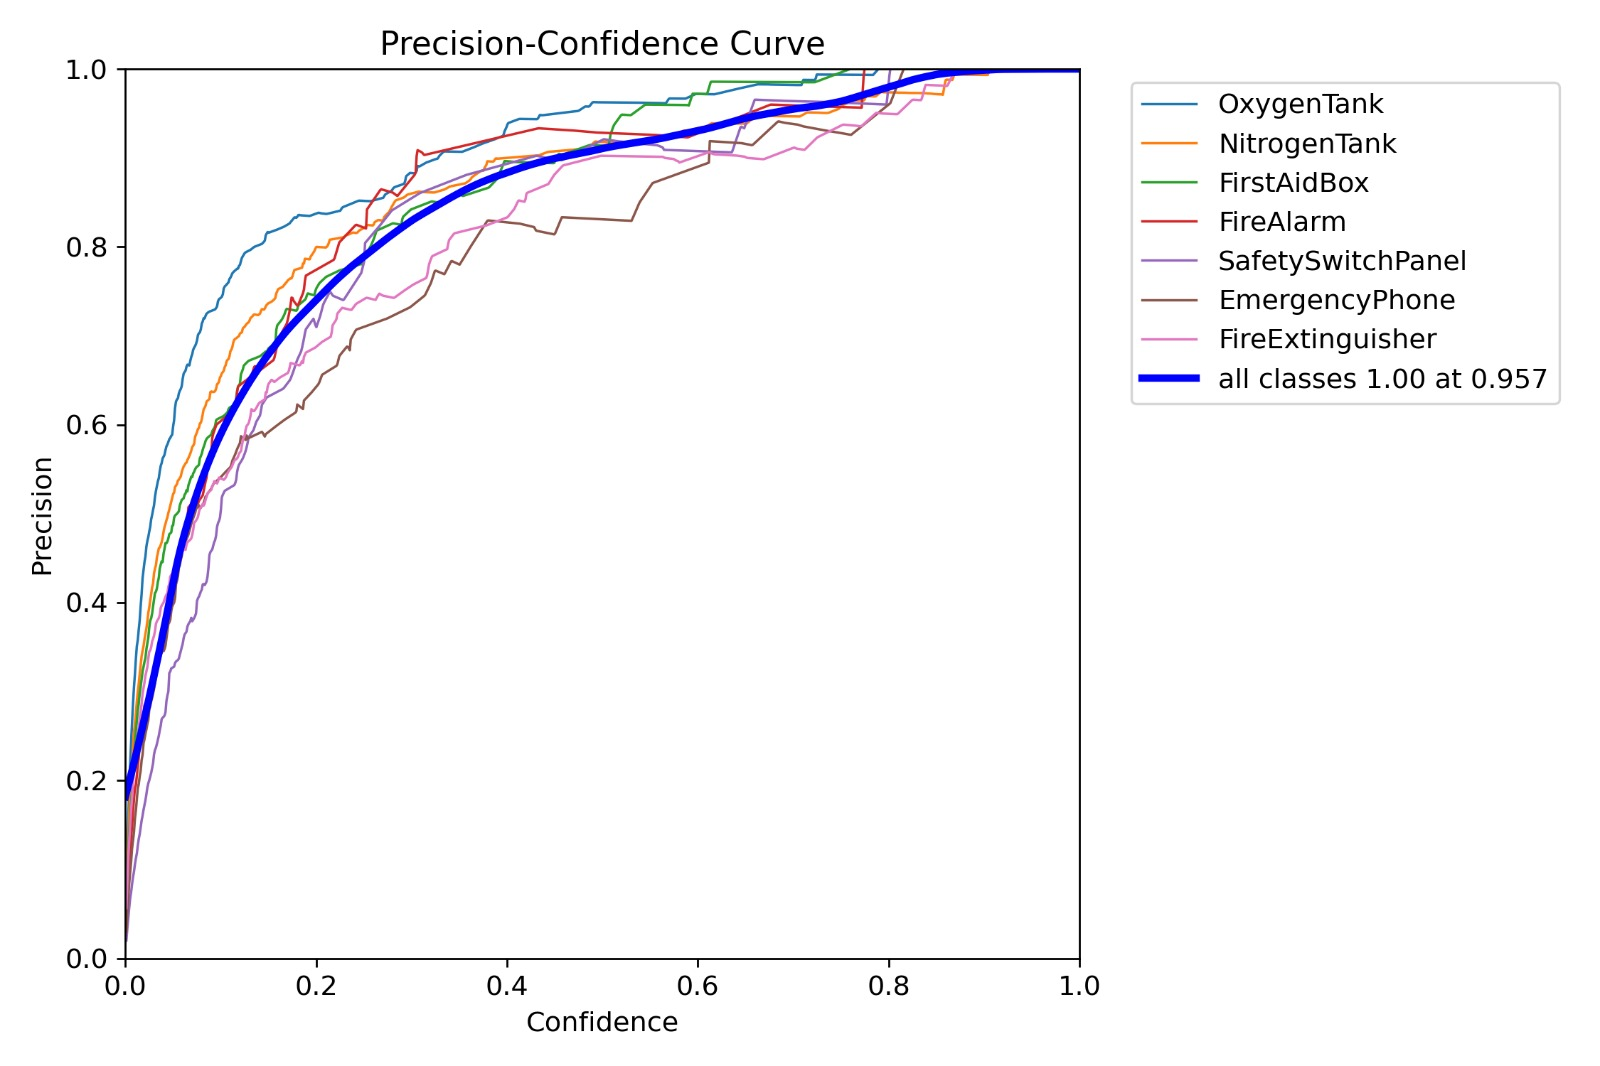 Precision-Confidence Curve
1.0
0.8
0.6
0.4
0.2
0.0
Precision
0.0 0.2 0.4 0.6 0.8 1.0
Confidence
OxygenTank
NitrogenTank
FirstAidBox
FireAlarm
SafetySwitchPanel
EmergencyPhone
FireExtinguisher
all classes 1.00 at 0.957